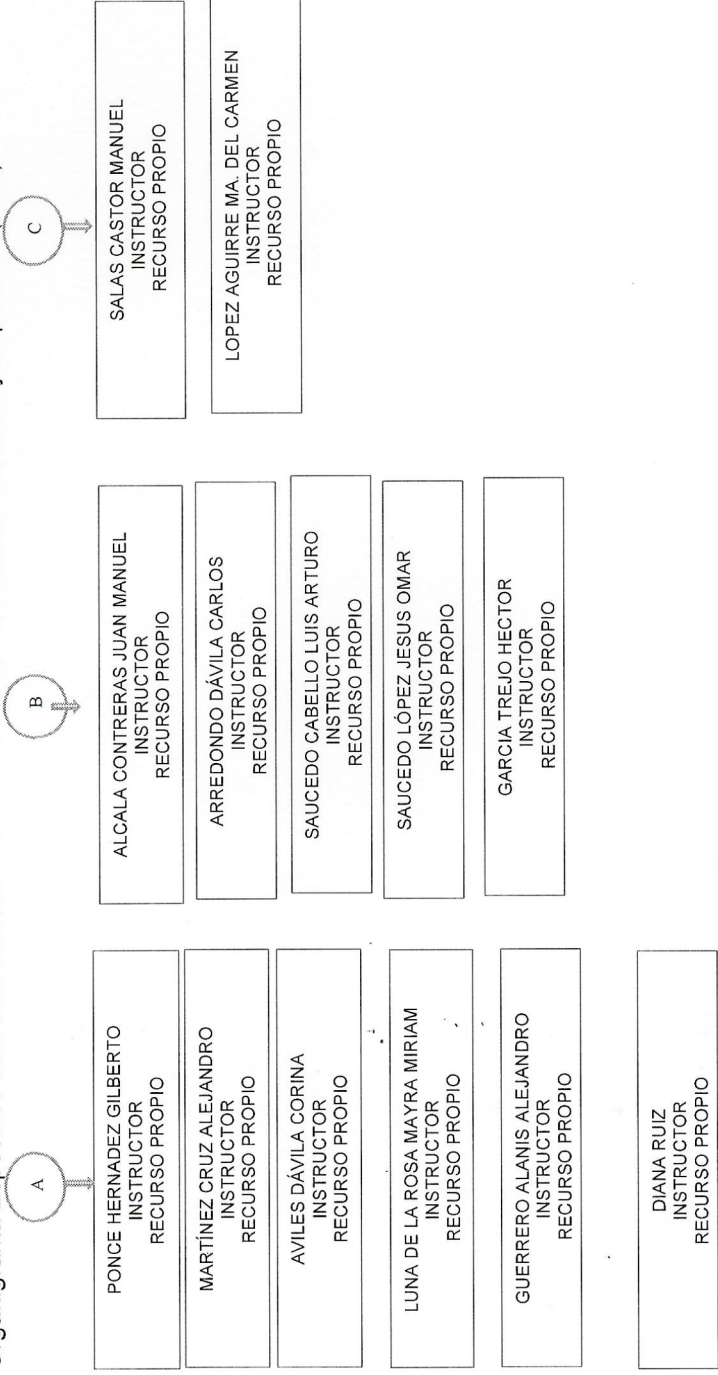 A
PONCE HERNADEZ GILBERTO
INSTRUCTOR
RECURSO PROPIO
MARTÍNEZ CRUZ ALEJANDRO
INSTRUCTOR
RECURSO PROPIO
AVILES DÁVILA CORINA
INSTRUCTOR
RECURSO PROPIO
LUNA DE LA ROSA MAYRA MIRIAM
INSTRUCTOR
RECURSO PROPIO
GUERRERO ALANIS ALEJANDRO
INSTRUCTOR
RECURSO PROPIO
DIANA RUIZ
INSTRUCTOR
RECURSO PROPIO
B
ALCALA CONTRERAS JUAN MANUEL
INSTRUCTOR
RECURSO PROPIO
ARREDONDO DÁVILA CARLOS
INSTRUCTOR
RECURSO PROPIO
SAUCEDO CABELLO LUIS ARTURO
INSTRUCTOR
RECURSO PROPIO
SAUCEDO LÓPEZ JESUS OMAR
INSTRUCTOR
RECURSO PROPIO
GARCIA TREJO HECTOR
INSTRUCTOR
RECURSO PROPIO
C
SALAS CASTOR MANUEL
INSTRUCTOR
RECURSO PROPIO
LOPEZ AGUIRRE MA. DEL CARMEN
INSTRUCTOR
RECURSO PROPIO